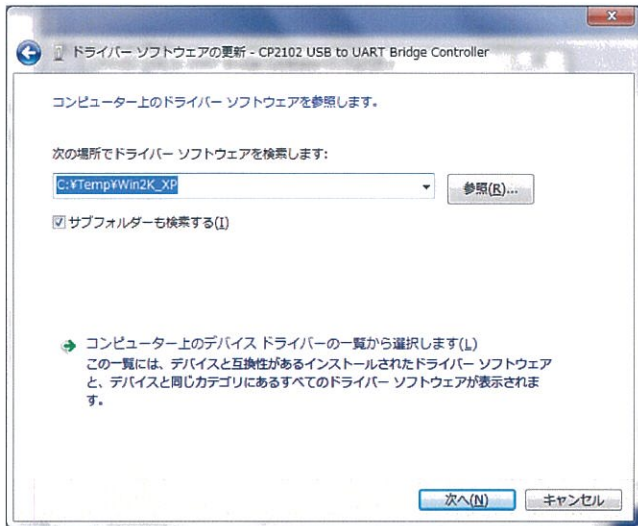 ドライバー ソフトウェアの更新 - CP2102 USB to UART Bridge Controller
コンピューター上のドライバー ソフトウェアを参照します。
次の場所でドライバー ソフトウェアを検索します:
C:¥Temp¥Win2K_XP
参照(R)...
サブフォルダーも検索する(I)
コンピューター上のデバイス ドライバーの一覧から選択します(L)
この一覧には、デバイスと互換性があるインストールされたドライバー ソフトウェア
と、デバイスと同じカテゴリにあるすべてのドライバー ソフトウェアが表示されま
す。
次へ(N)
キャンセル